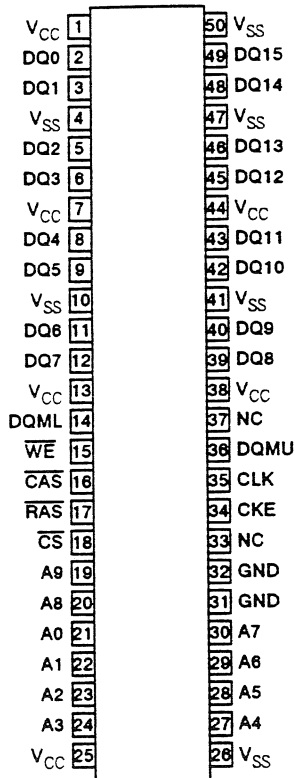 VCC 1 50 VSS
DQ0 2 49 DQ15
DQ1 3 48 DQ14
VSS 4 47 VSS
DQ2 5 46 DQ13
DQ3 6 45 DQ12
VCC 7 44 VCC
DQ4 8 43 DQ11
DQ5 9 42 DQ10
VSS 10 41 VSS
DQ6 11 40 DQ9
DQ7 12 39 DQ8
VCC 13 38 VCC
DQML 14 37 NC
WE 15 36 DQMU
CAS 16 35 CLK
RAS 17 34 CKE
CS 18 33 NC
A9 19 32 GND
A8 20 31 GND
A0 21 30 A7
A1 22 29 A6
A2 23 28 A5
A3 24 27 A4
VCC 25 26 VSS